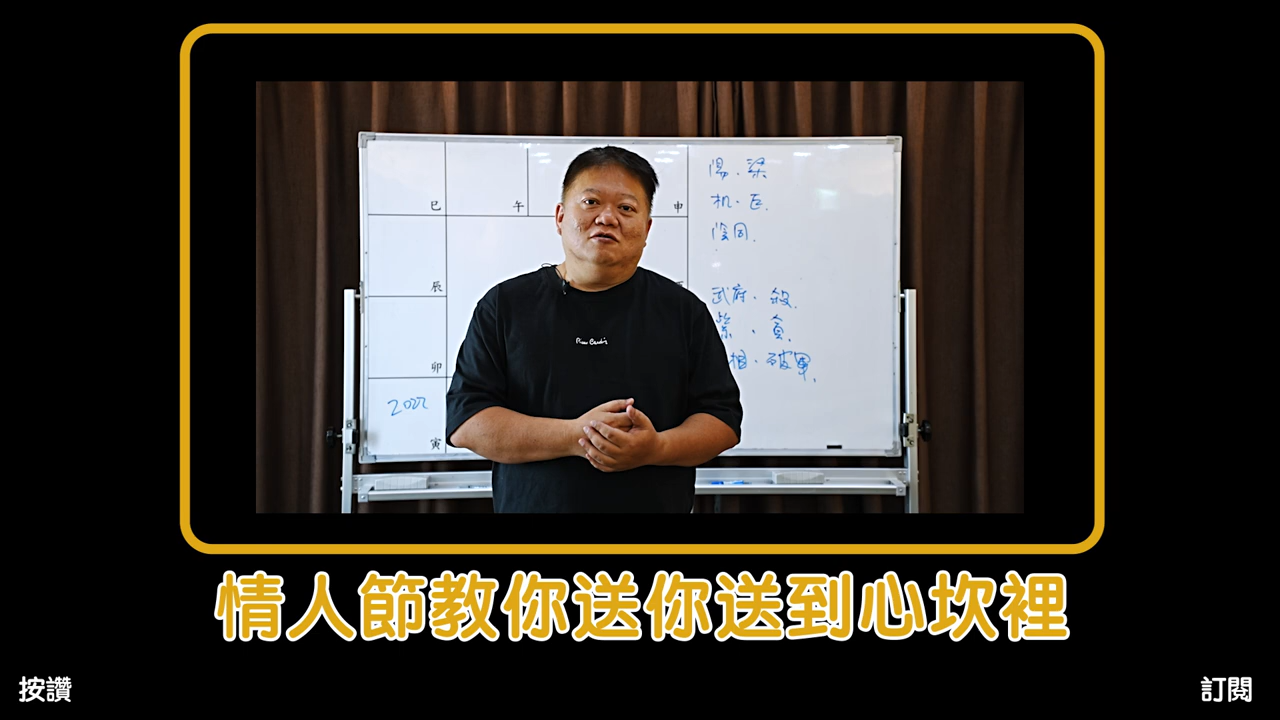 陽、梁
巳 午 申
机、巨、
陰同、
辰
武府、殺、
紫、貪、
相、破軍、
卯
2022
寅
情人節教你送你送到心坎裡
按讚 訂閱